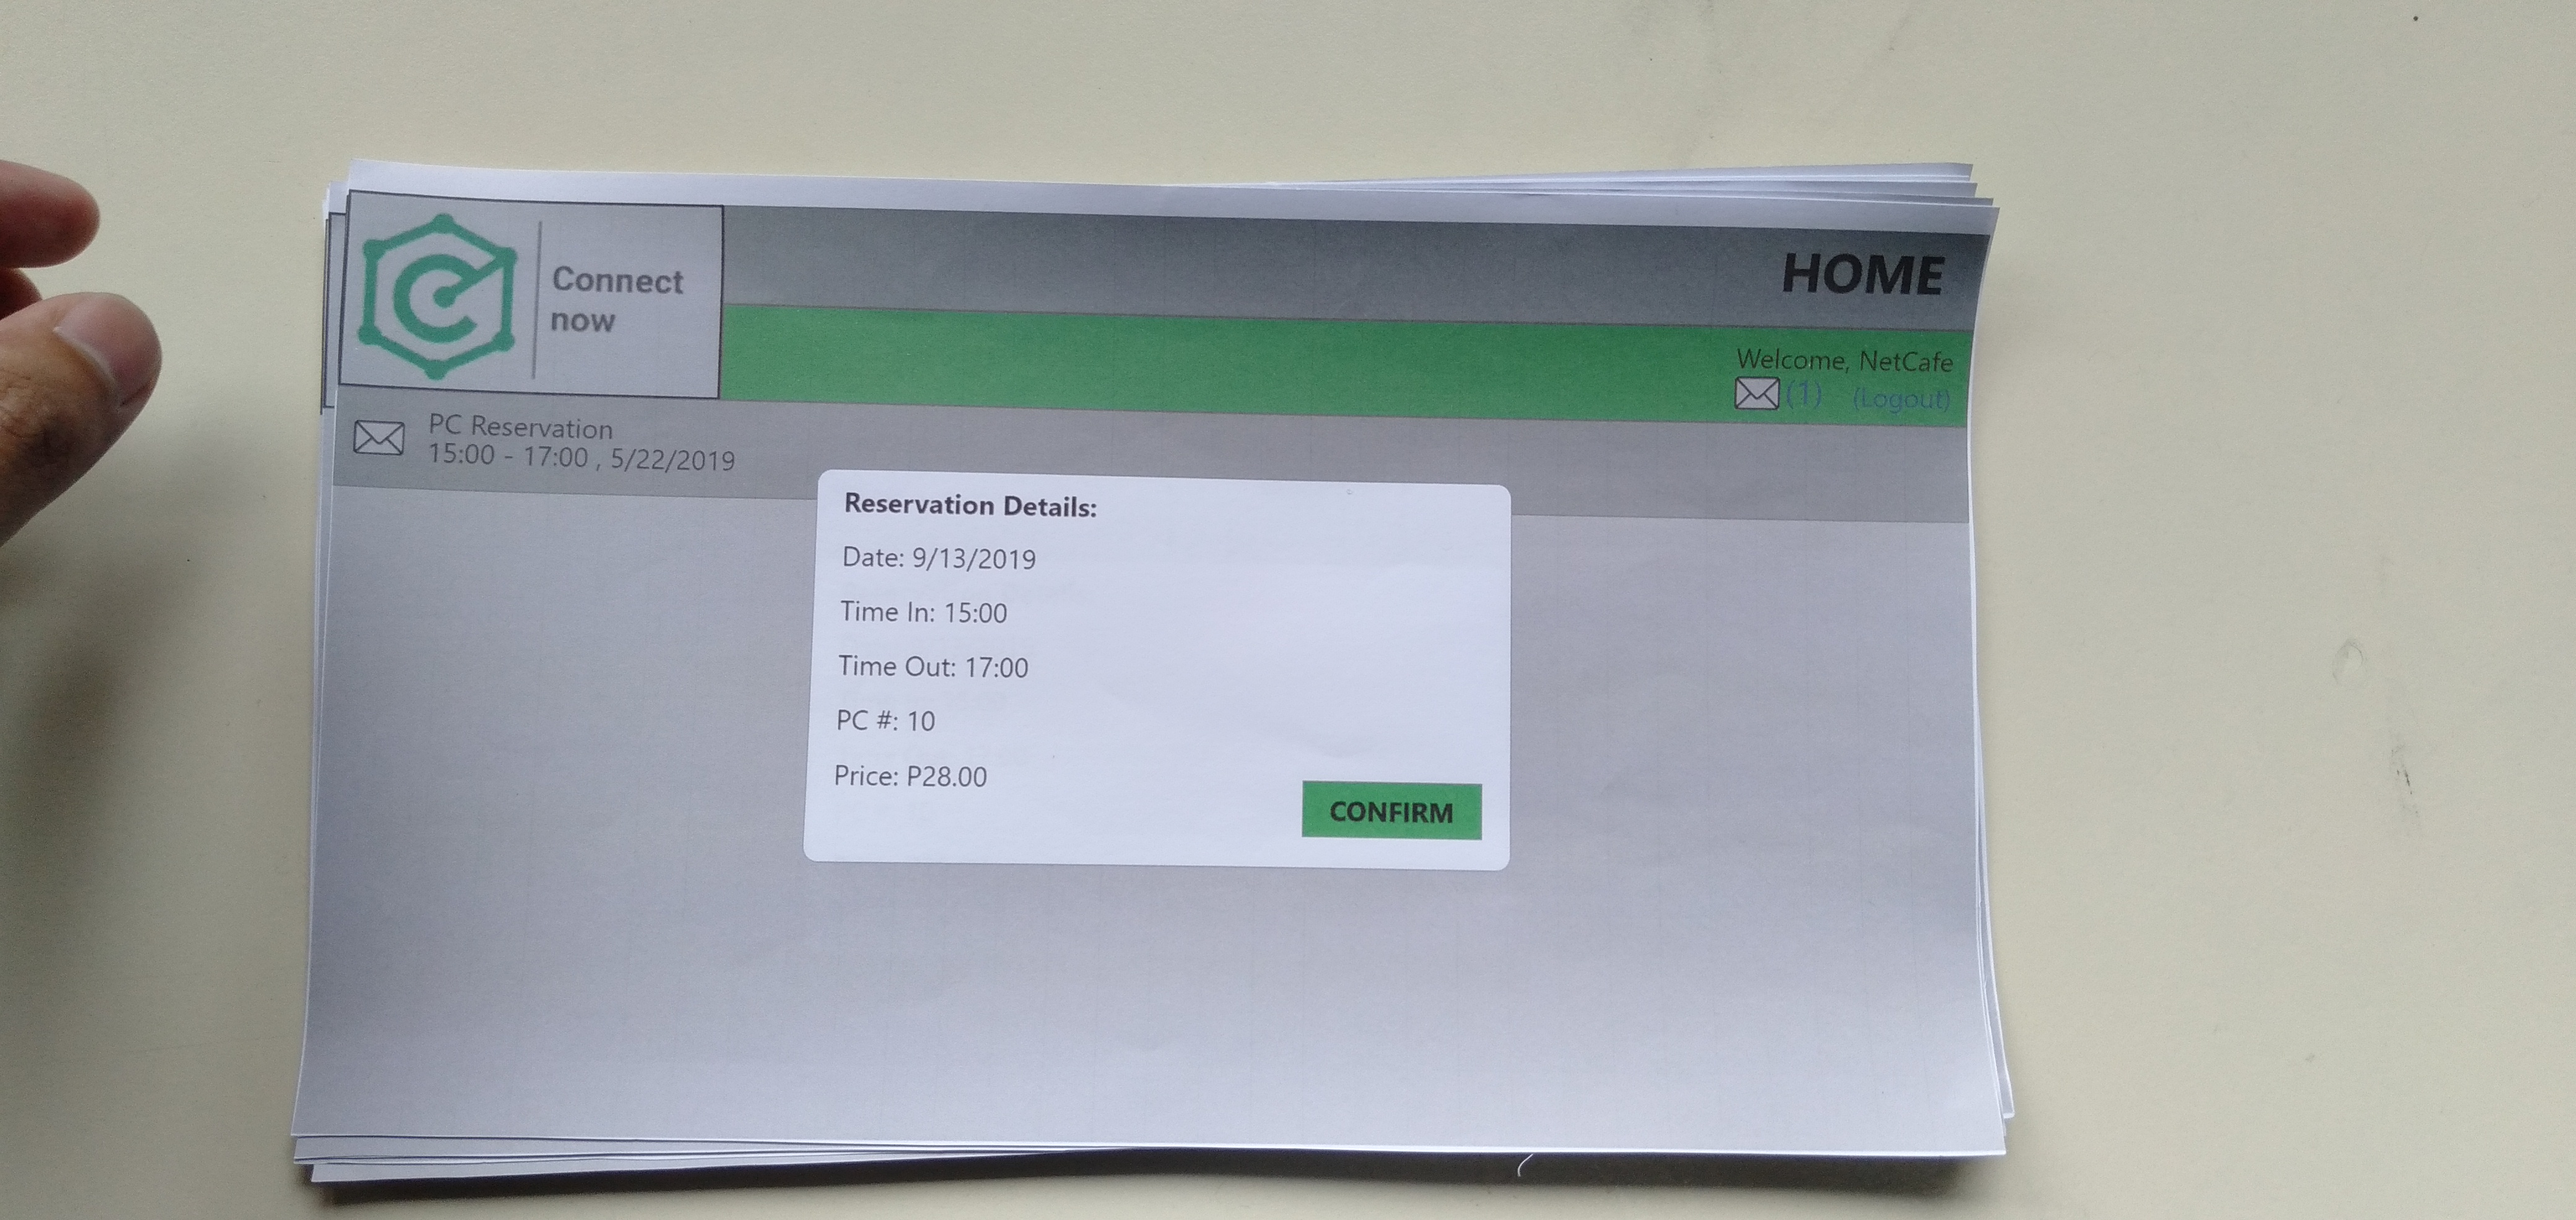 Connect
now
HOME
Welcome, NetCafe
(1) (Logout)
PC Reservation
15:00 - 17:00 , 5/22/2019
Reservation Details:
Date: 9/13/2019
Time In: 15:00
Time Out: 17:00
PC #: 10
Price: P28.00
CONFIRM